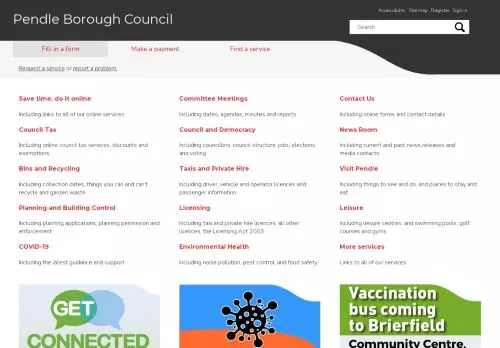 Pendle Borough Council
Accessibility Site map Register Sign in
Search
Fill in a form
Make a payment
Find a service
Request a service or report a problem.
Save time, do it online
Including links to all of our online services
Committee Meetings
Including dates, agendas, minutes and reports
Contact Us
Including online forms and contact details
Council Tax
Including online council tax services, discounts and
exemptions
Council and Democracy
Including councillors, council structure, jobs, elections
and voting
News Room
Including current and past news releases and
media contacts
Bins and Recycling
Including collection dates, things you can and can't
recycle and garden waste
Taxis and Private Hire
Including driver, vehicle and operator licences and
passenger information
Visit Pendle
Including things to see and do, and places to stay and
eat
Planning and Building Control
Including planning applications, planning permission and
enforcement
Licensing
Including taxi and private hire licences, all other
licences, the Licensing Act 2003
Leisure
Including leisure centres, and swimming pools, golf
courses and gyms
COVID-19
Including the latest guidance and support
Environmental Health
Including noise pollution, pest control, and food safety
More services
Links to all of our services
GET
CONNECTED
Vaccination
bus coming
to Brierfield
Community Centre,